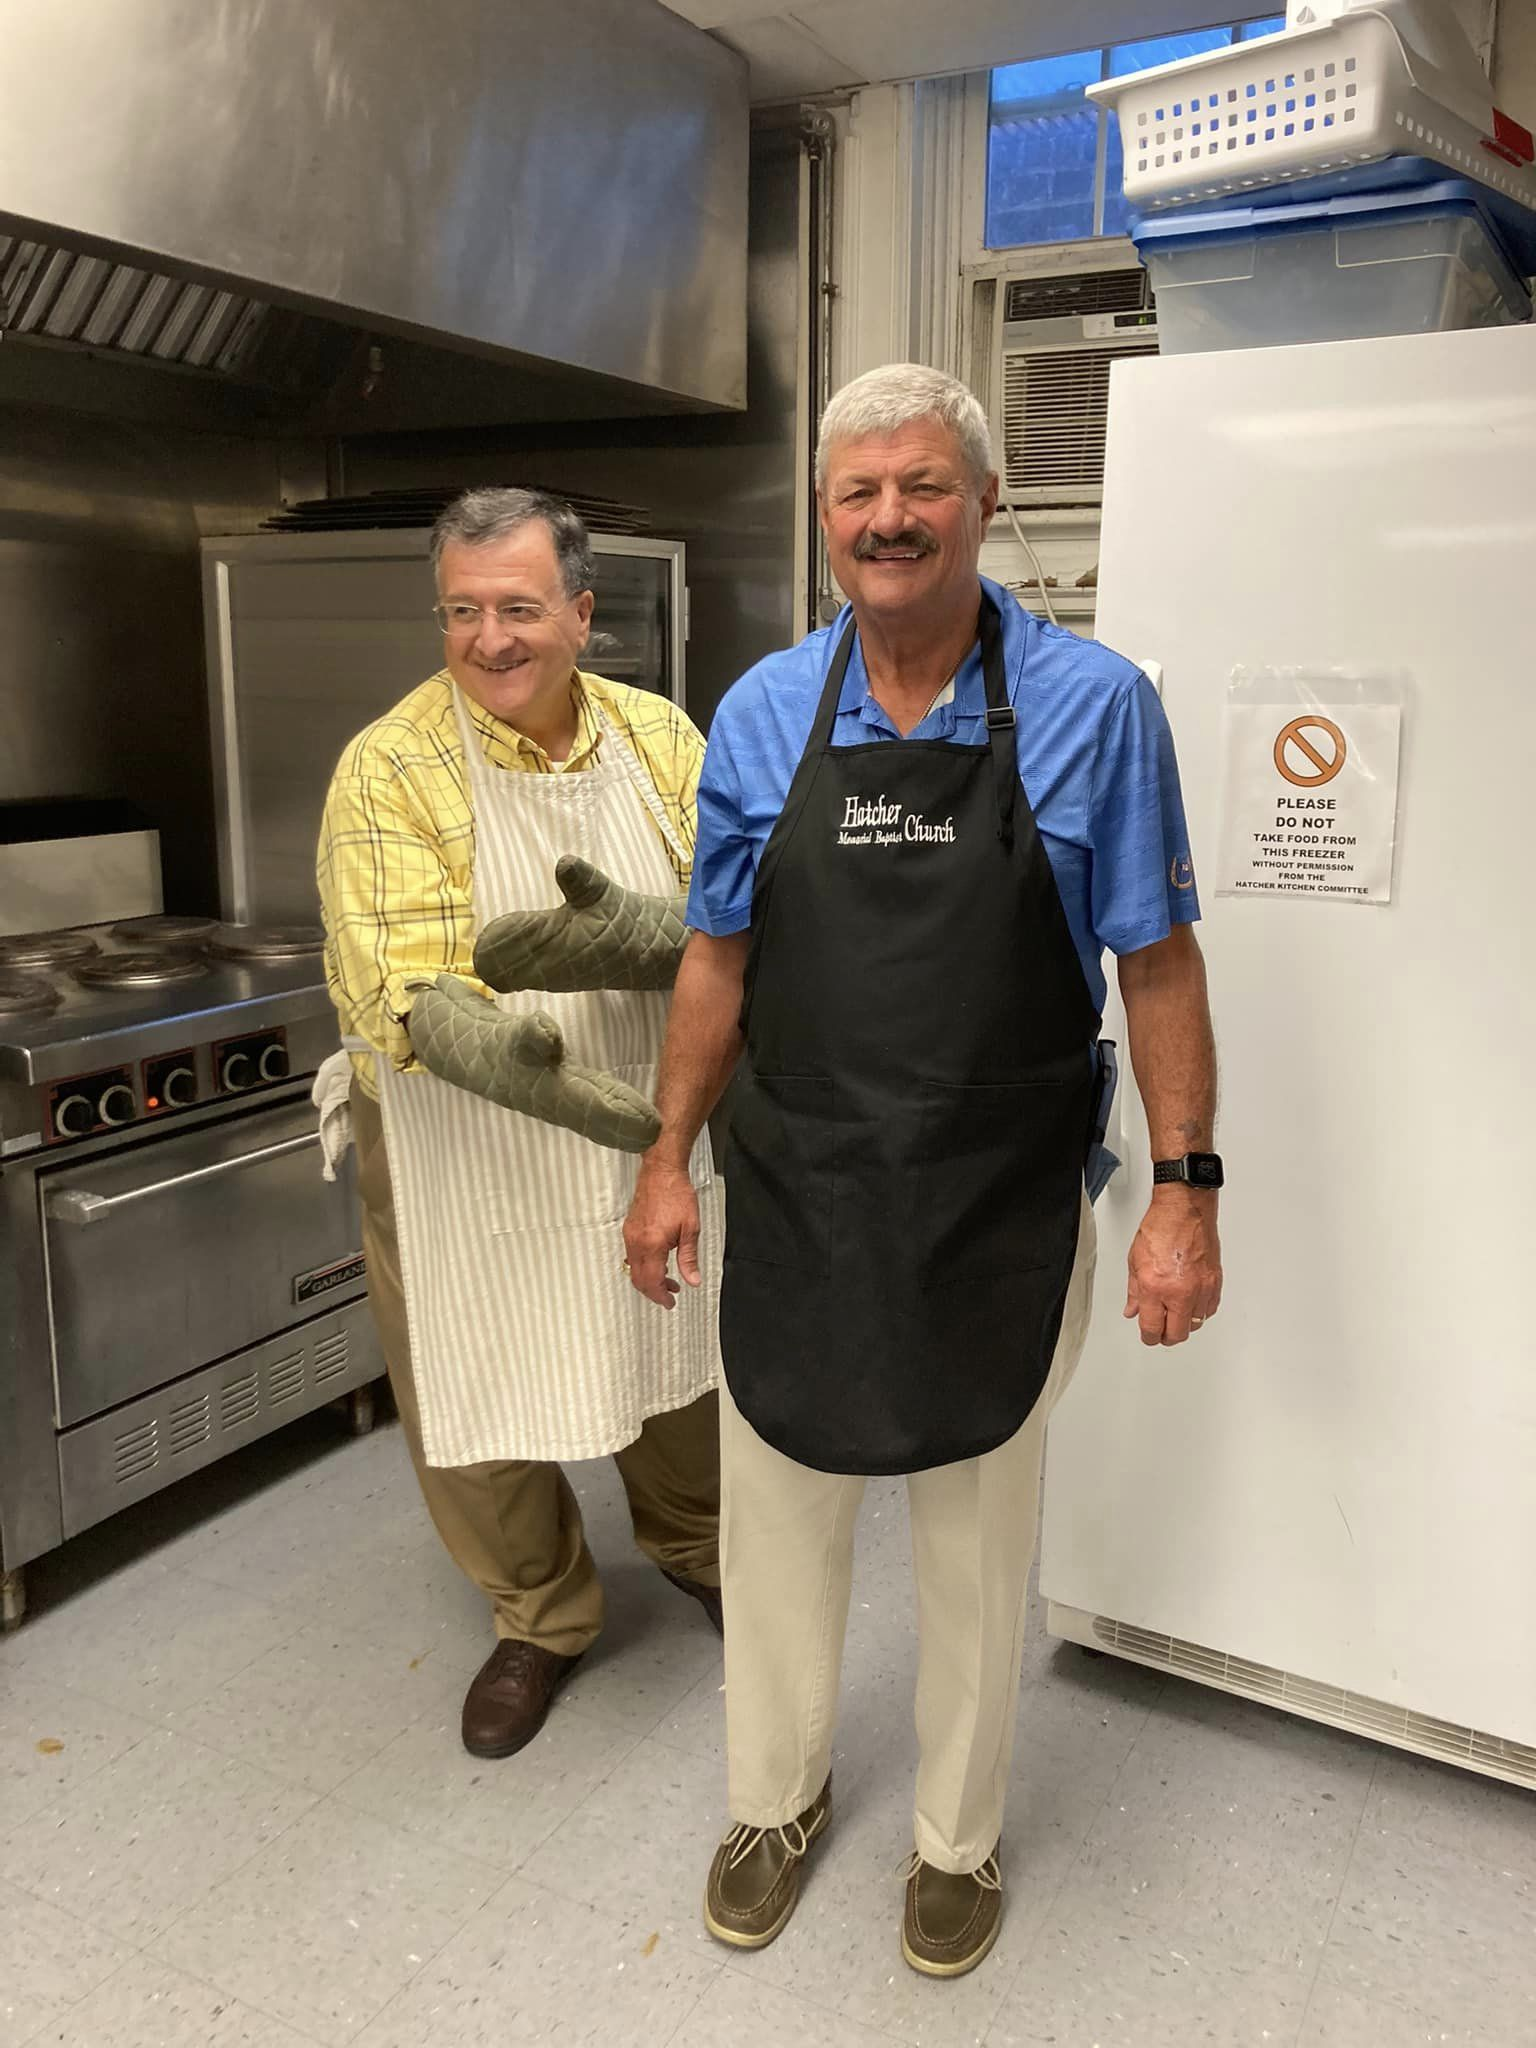 Hatcher
Memorial Baptist Church
PLEASE
DO NOT
TAKE FOOD FROM
THIS FREEZER
WITHOUT PERMISSION
FROM THE
HATCHER KITCHEN COMMITTEE